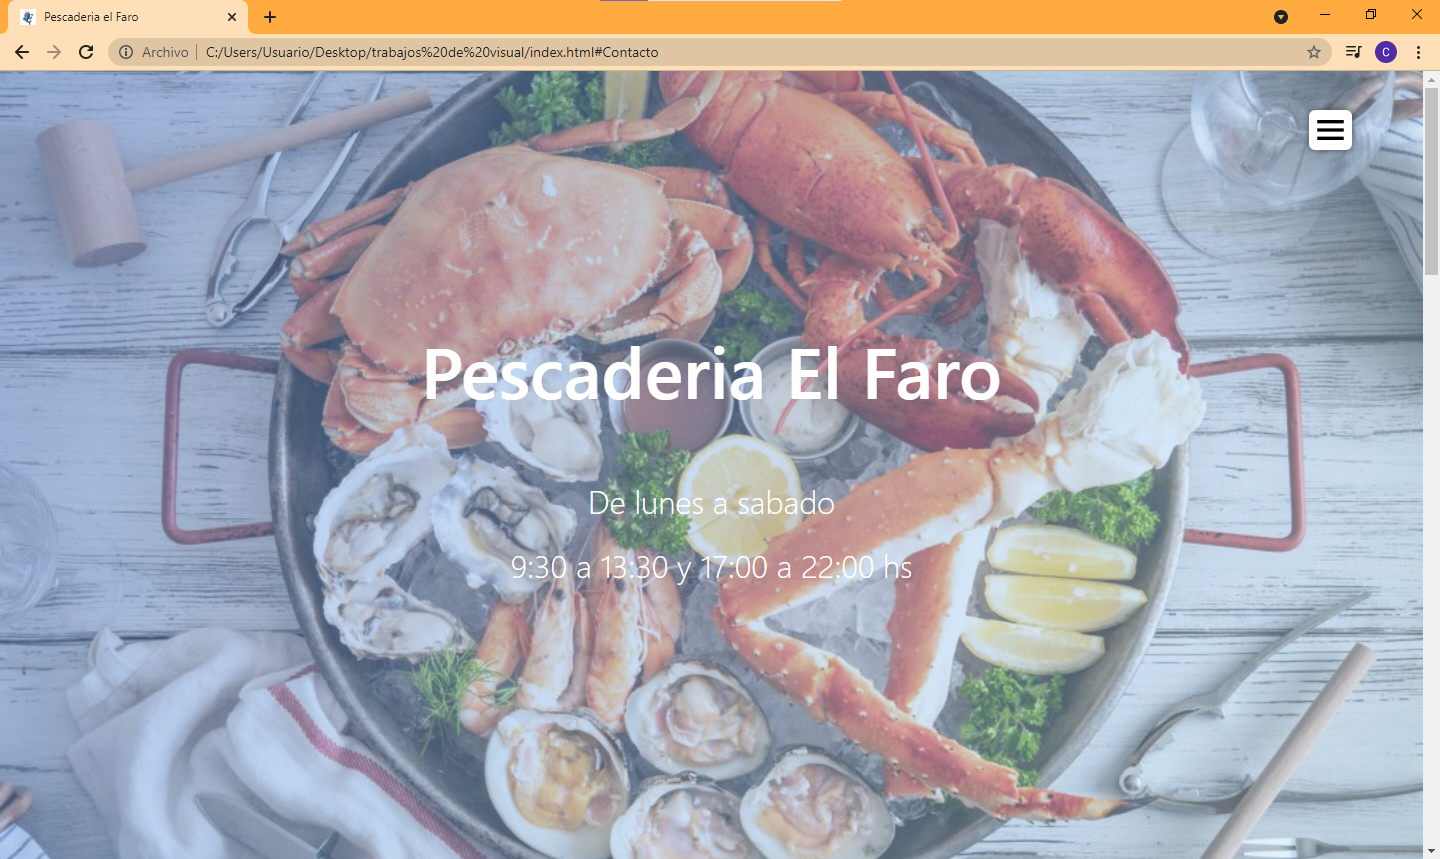 Pescaderia el Faro
Archivo
C:/Users/Usuario/Desktop/trabajos%20de%20visual/index.html#Contacto
C
Pescaderia El Faro
De lunes a sabado
9:30 a 13:30 y 17:00 a 22:00 hs